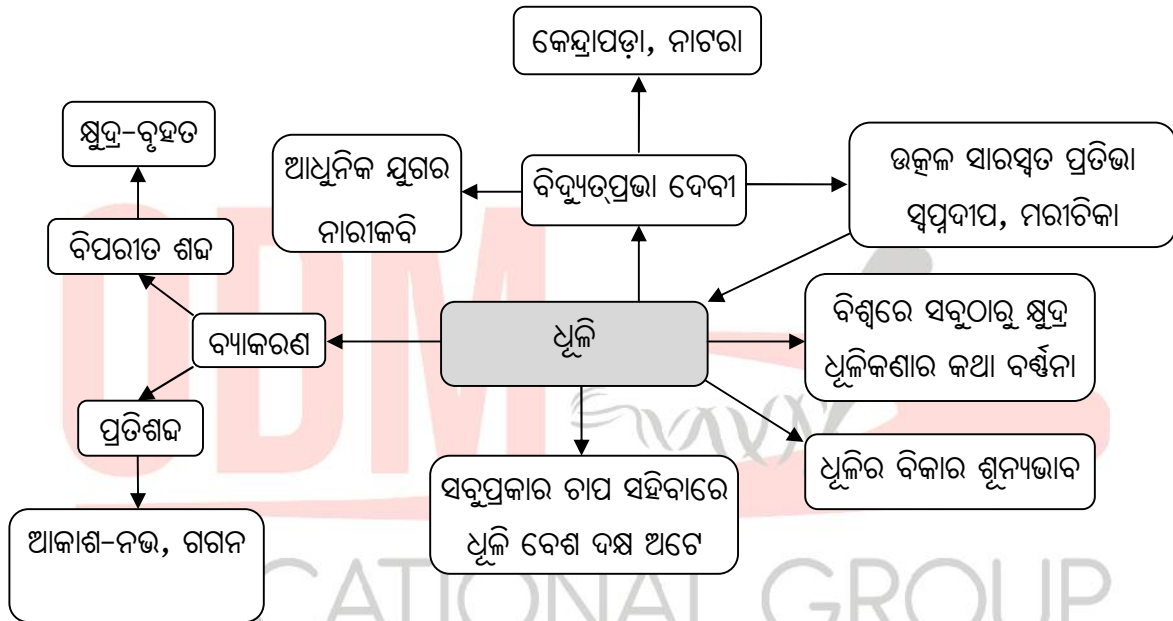 କେନ୍ଦ୍ରାପଡ଼ା, ନାଟରା
କ୍ଷୁଦ୍ର-ବୃହତ
ଆଧୁନିକ ଯୁଗର
ନାରୀକବି
ବିଦ୍ୟୁତ୍‌ପ୍ରଭା ଦେବୀ
ଉତ୍କଳ ସାରସ୍ୱତ ପ୍ରତିଭା
ସ୍ୱପ୍ନଦୀପ, ମରୀଚିକା
ବିପରୀତ ଶବ୍ଦ
ବ୍ୟାକରଣ
ଧୂଳି
ବିଶ୍ୱରେ ସବୁଠାରୁ କ୍ଷୁଦ୍ର
ଧୂଳିକଣାର କଥା ବର୍ଣ୍ଣନା
ପ୍ରତିଶବ୍ଦ
ସବୁପ୍ରକାର ଚାପ ସହିବାରେ
ଧୂଳି ବେଶ ଦକ୍ଷ ଅଟେ
ଧୂଳିର ବିକାର ଶୂନ୍ୟଭାବ
ଆକାଶ-ନଭ, ଗଗନ
ODM
CATIONAL GROUP